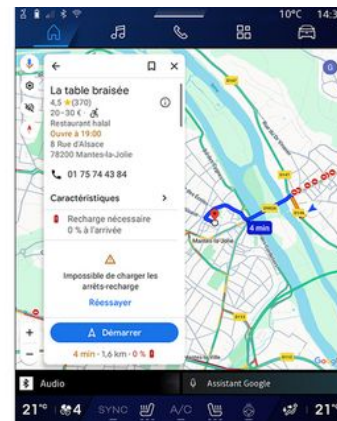 10°C 14:3
La table braisée
4,5 ★ (370)
20-30 € ·
Restaurant halal
Ouvre à 19:00
8 Rue d'Alsace
78200 Mantes-la-Jolie
01 75 74 43 84
Caractéristiques
Recharge nécessaire
0 % à l'arrivée
Impossible de charger les
arrêts-recharge
Réessayer
Démarrer
4 min · 1,6 km · 0 %
G
4 min
Mantes-la-Jolie
Google
Audio
Assistant Google
21°C 4 SYNC A/C 21°